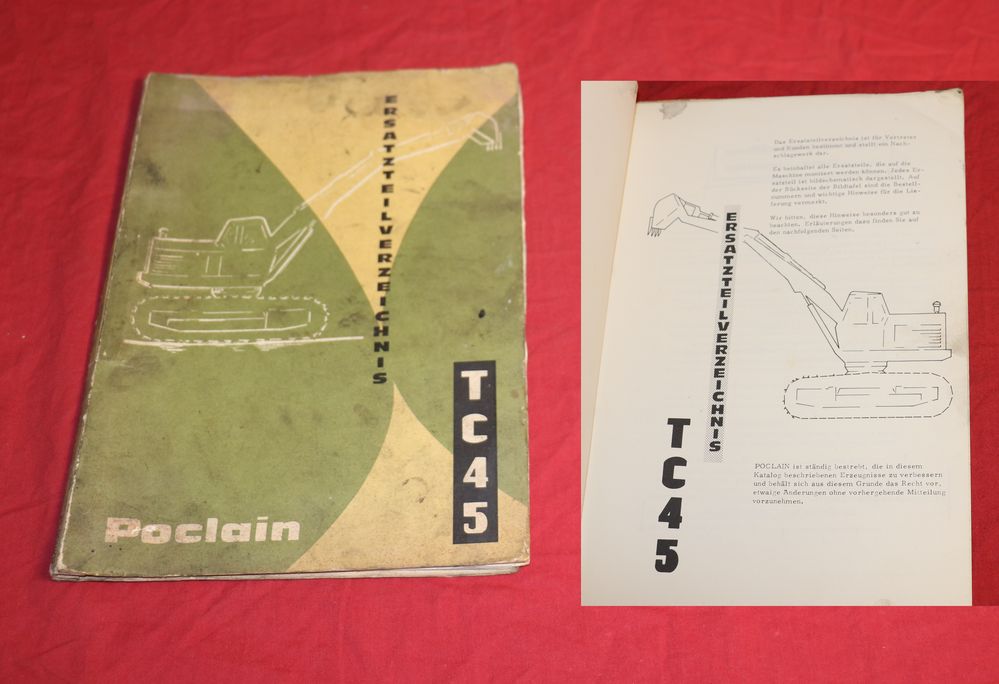 ERSATZTEILVERZEICHNIS
TC45
Poclain
Das Ersatzteilverzeichnis ist für Vertreter
und Kunden bestimmt und stellt ein Nach-
schlagewerk dar.
Es beinhaltet alle Ersatzteile, die auf die
Maschine montiert werden können. Jedes Er-
satzteil ist bildschematisch dargestellt. Auf
der Rückseite der Bildtafel sind die Bestell-
nummern und wichtige Hinweise für die Lie-
ferung vermerkt.
Wir bitten, diese Hinweise besonders gut zu
beachten. Erläuterungen dazu finden Sie auf
den nachfolgenden Seiten.
ERSATZTEILVERZEICHNIS
TC45
POCLAIN ist ständig bestrebt, die in diesem
Katalog beschriebenen Erzeugnisse zu verbessern
und behält sich aus diesem Grunde das Recht vor,
etwaige Änderungen ohne vorhergehende Mitteilung
vorzunehmen.